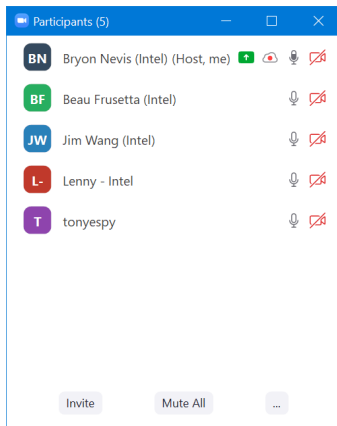 Participants (5)
BN Bryon Nevis (Intel) (Host, me)
BF Beau Frusetta (Intel)
JW Jim Wang (Intel)
L- Lenny - Intel
T tonyespy
Invite Mute All ...